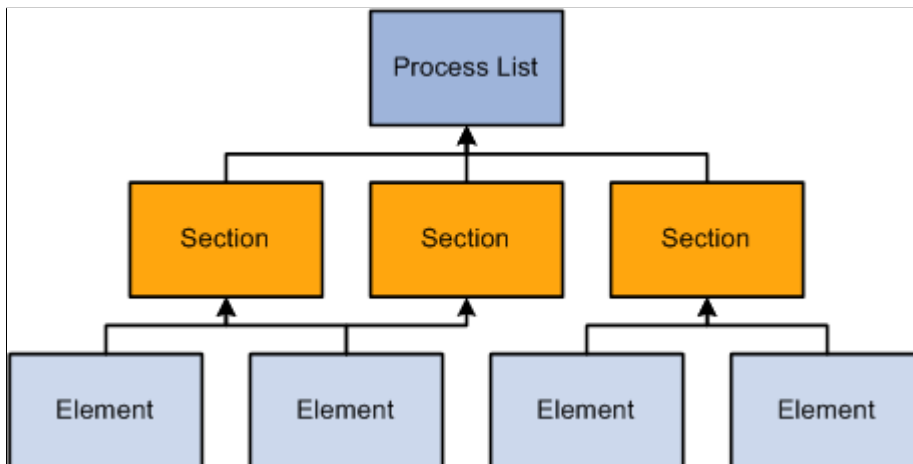 Process List
Section
Section
Section
Element
Element
Element
Element